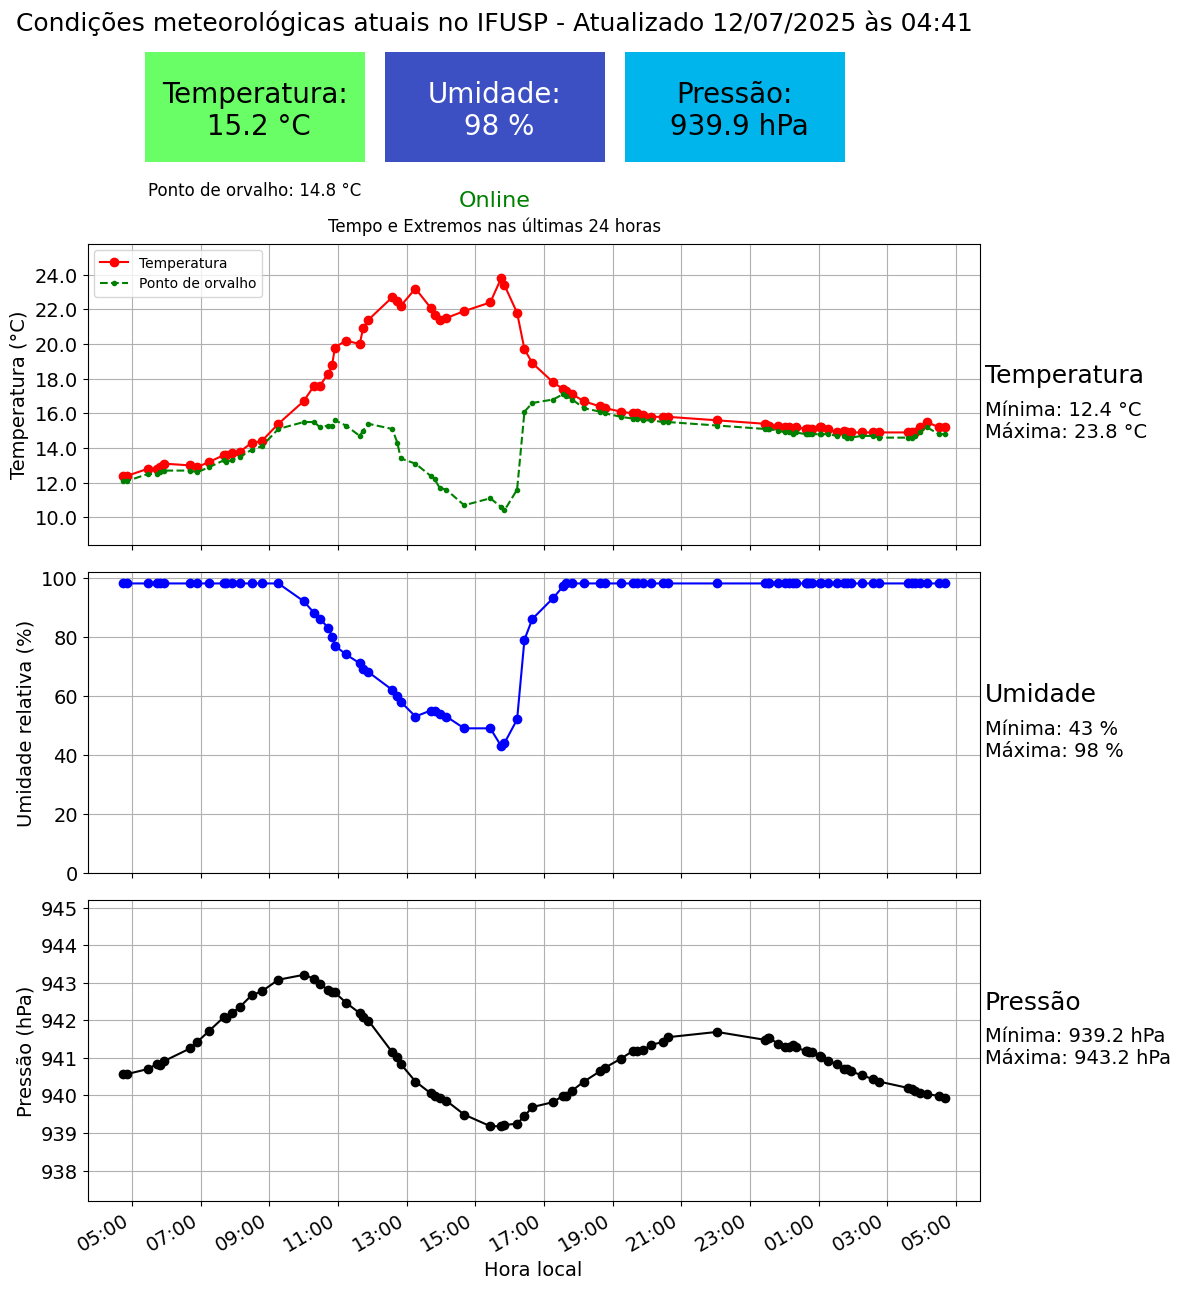 Condições meteorológicas atuais no IFUSP - Atualizado 12/07/2025 às 04:41
Temperatura:
15.2 °C
Umidade:
98 %
Pressão:
939.9 hPa
Ponto de orvalho: 14.8 °C
Online
Tempo e Extremos nas últimas 24 horas
Temperatura
Ponto de orvalho
Temperatura (°C)
24.0
22.0
20.0
18.0
16.0
14.0
12.0
10.0
Temperatura
Mínima: 12.4 °C
Máxima: 23.8 °C
Umidade relativa (%)
100
80
60
40
20
0
Umidade
Mínima: 43 %
Máxima: 98 %
Pressão (hPa)
945
944
943
942
941
940
939
938
Pressão
Mínima: 939.2 hPa
Máxima: 943.2 hPa
05:00 07:00 09:00 11:00 13:00 15:00 17:00 19:00 21:00 23:00 01:00 03:00 05:00
Hora local